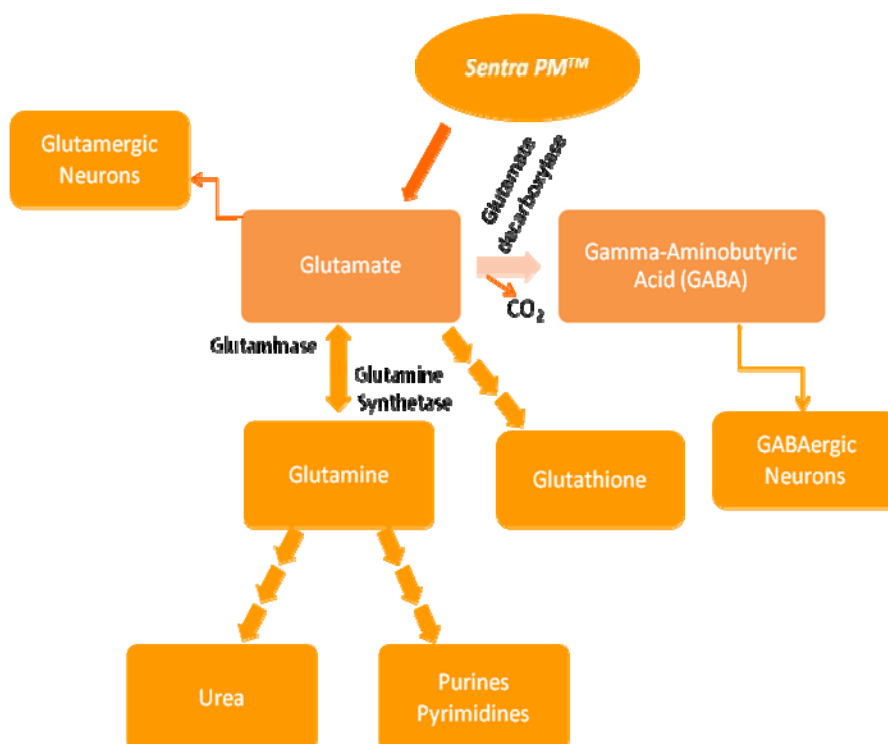 Sentra PM™
Glutamergic
Neurons
Glutamate
decarboxylase
Glutamate
Gamma-Aminobutyric
Acid (GABA)
CO₂
Glutaminase
Glutamine
Synthetase
Glutamine
Glutathione
GABAergic
Neurons
Urea
Purines
Pyrimidines